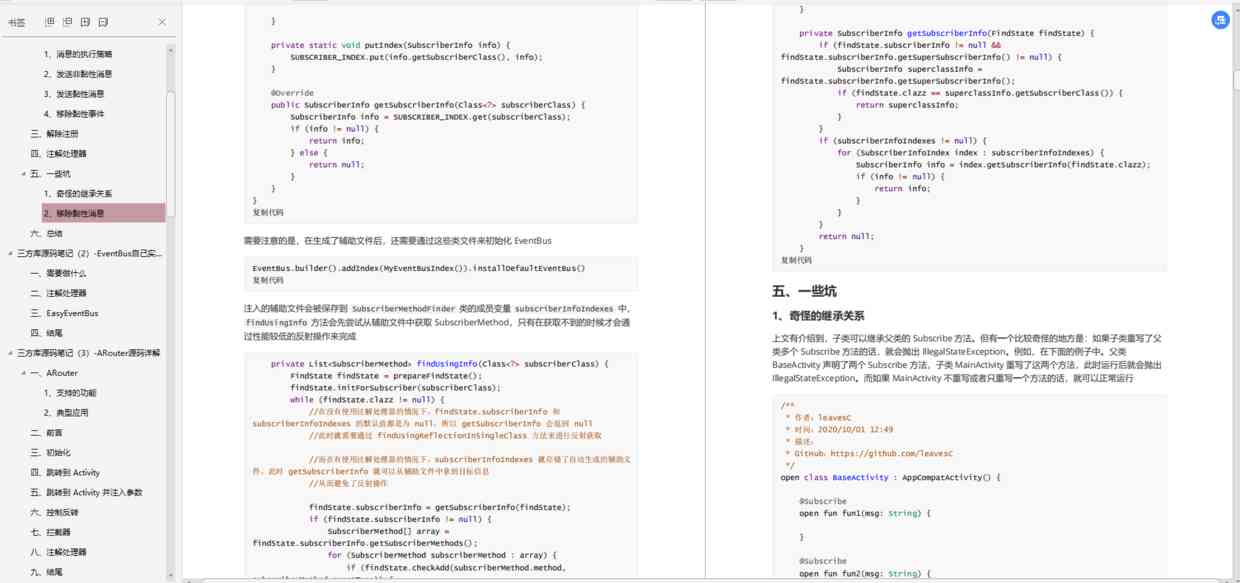 书签
1、消息的执行策略
2、发送非黏性消息
3、发送黏性消息
4、移除黏性事件
三、解除注册
四、注解处理器
五、一些坑
1、奇怪的继承关系
2、移除黏性消息
六、总结
三方库源码笔记（2）-EventBus自己实...
一、需要做什么
二、注解处理器
三、EasyEventBus
四、结尾
三方库源码笔记（3）-ARouter源码详解
一、ARouter
1、支持的功能
2、典型应用
二、前言
三、初始化
四、跳转到 Activity
五、跳转到 Activity 并注入参数
六、控制反转
七、拦截器
八、注解处理器
九、结尾
}
private static void putIndex(SubscriberInfo info) {
SUBSCRIBER_INDEX.put(info.getSubscriberClass(), info);
}
@Override
public SubscriberInfo getSubscriberInfo(Class<?> subscriberClass) {
SubscriberInfo info = SUBSCRIBER_INDEX.get(subscriberClass);
if (info != null) {
return info;
} else {
return null;
}
}
}
复制代码
需要注意的是，在生成了辅助文件后，还需要通过这些类文件来初始化 EventBus
EventBus.builder().addIndex(MyEventBusIndex()).installDefaultEventBus()
复制代码
注入的辅助文件会被保存到 SubscriberMethodFinder 类的成员变量 subscriberInfoIndexes 中，
findUsingInfo 方法会先尝试从辅助文件中获取 SubscriberMethod，只有在获取不到的时候才会通
过性能较低的反射操作来完成
private List<SubscriberMethod> findUsingInfo(Class<?> subscriberClass) {
FindState findState = prepareFindState();
findState.initForSubscriber(subscriberClass);
while (findState.clazz != null) {
//在没有使用注解处理器的情况下，findState.subscriberInfo 和
subscriberInfoIndexes 的默认值都是为 null，所以 getSubscriberInfo 会返回 null
//此时就需要通过 findUsingReflectionInSingleClass 方法来进行反射获取
//而在有使用注解处理器的情况下，subscriberInfoIndexes 就存储了自动生成的辅助文
件，此时 getSubscriberInfo 就可以从辅助文件中拿到目标信息
//从而避免了反射操作
findState.subscriberInfo = getSubscriberInfo(findState);
if (findState.subscriberInfo != null) {
SubscriberMethod[] array =
findState.subscriberInfo.getSubscriberMethods();
for (SubscriberMethod subscriberMethod : array) {
if (findState.checkAdd(subscriberMethod.method,
}
private SubscriberInfo getSubscriberInfo(FindState findState) {
if (findState.subscriberInfo != null &&
findState.subscriberInfo.getSuperSubscriberInfo() != null) {
SubscriberInfo superclassInfo =
findState.subscriberInfo.getSuperSubscriberInfo();
if (findState.clazz == superclassInfo.getSubscriberClass()) {
return superclassInfo;
}
}
if (subscriberInfoIndexes != null) {
for (SubscriberInfoIndex index : subscriberInfoIndexes) {
SubscriberInfo info = index.getSubscriberInfo(findState.clazz);
if (info != null) {
return info;
}
}
}
return null;
}
复制代码
五、一些坑
1、奇怪的继承关系
上文有介绍到，子类可以继承父类的 Subscribe 方法。但有一个比较奇怪的地方是：如果子类重写了父
类多个 Subscribe 方法的话，就会抛出 IllegalStateException。例如，在下面的例子中。父类
BaseActivity 声明了两个 Subscribe 方法，子类 MainActivity 重写了这两个方法，此时运行后就会抛出
IllegalStateException。而如果 MainActivity 不重写或者只重写一个方法的话，就可以正常运行
/**
* 作者：leavesC
* 时间：2020/10/01 12:49
* 描述：
* GitHub：https://github.com/leavesC
*/
open class BaseActivity : AppCompatActivity() {
@Subscribe
open fun fun1(msg: String) {
}
@Subscribe
open fun fun2(msg: String) {